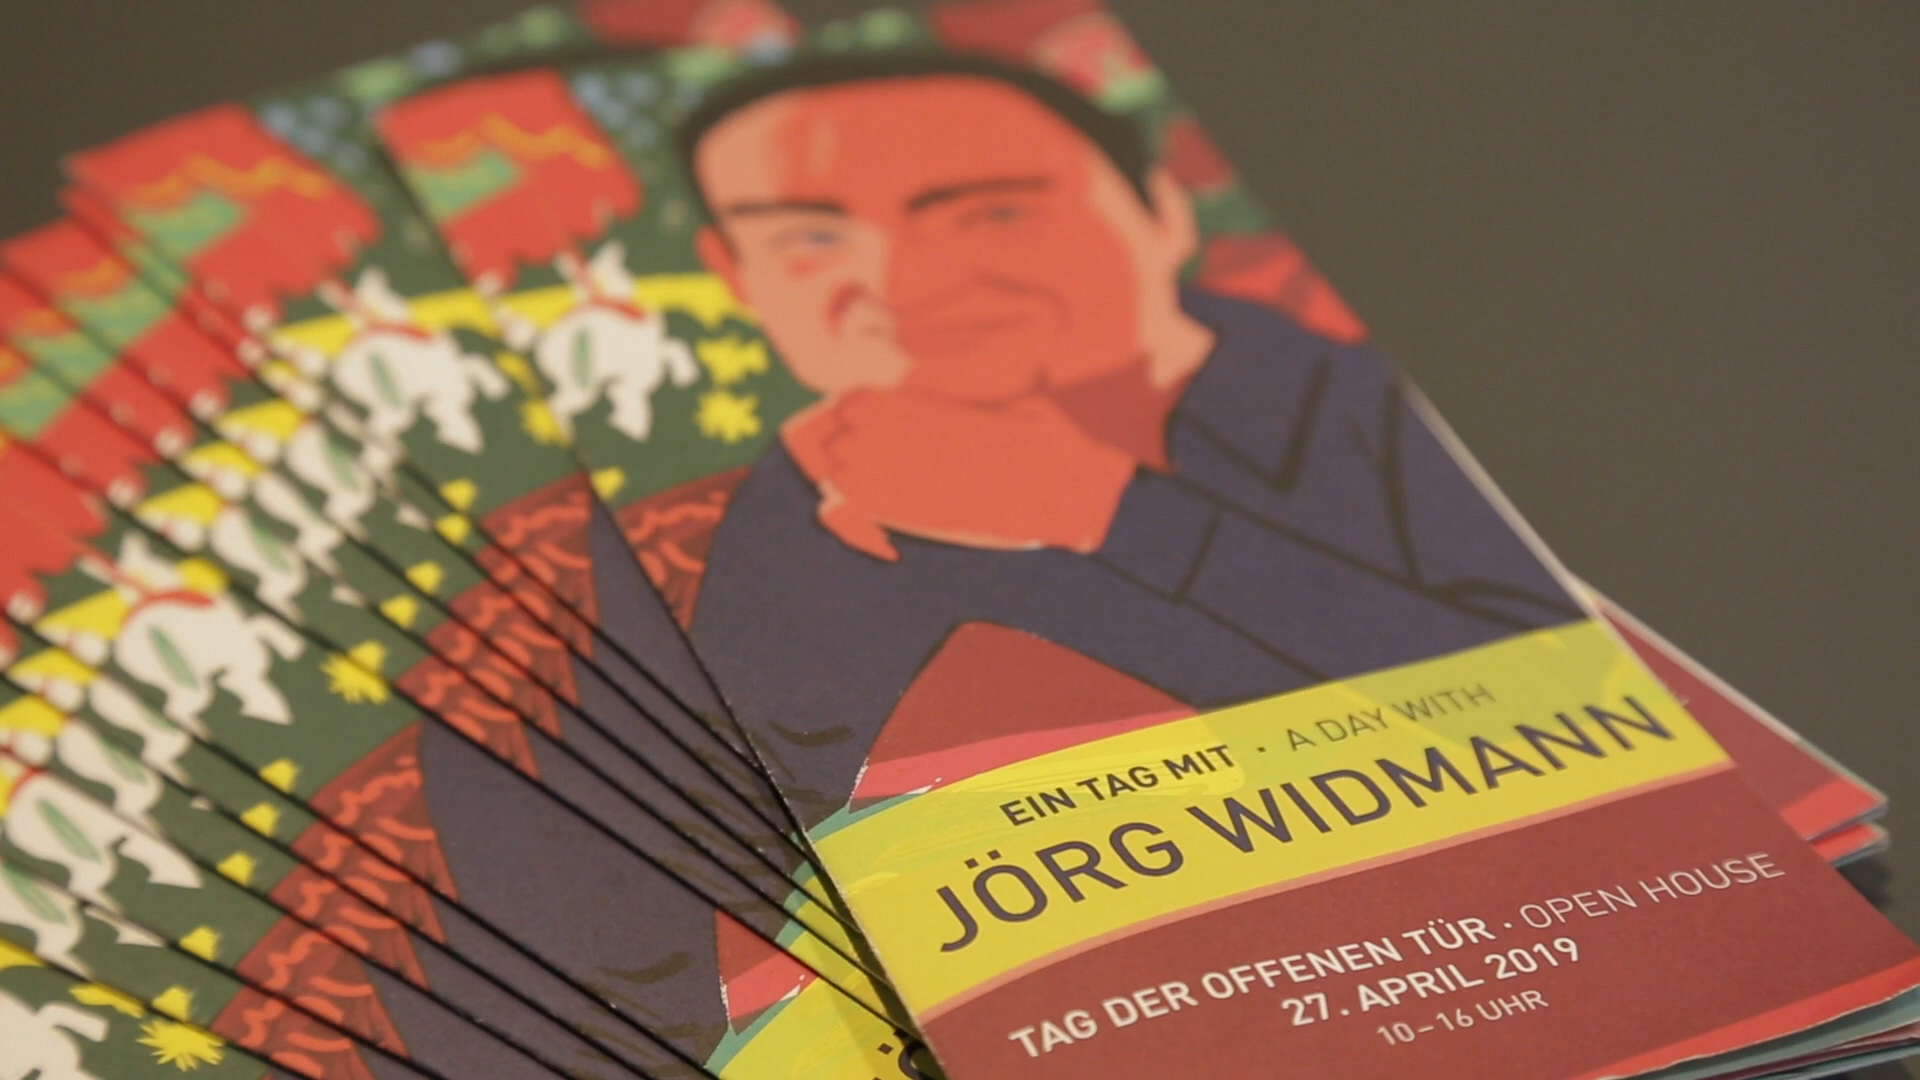 EIN TAG MIT · A DAY WITH
JÖRG WIDMANN
TAG DER OFFENEN TÜR · OPEN HOUSE
27. APRIL 2019
10–16 UHR